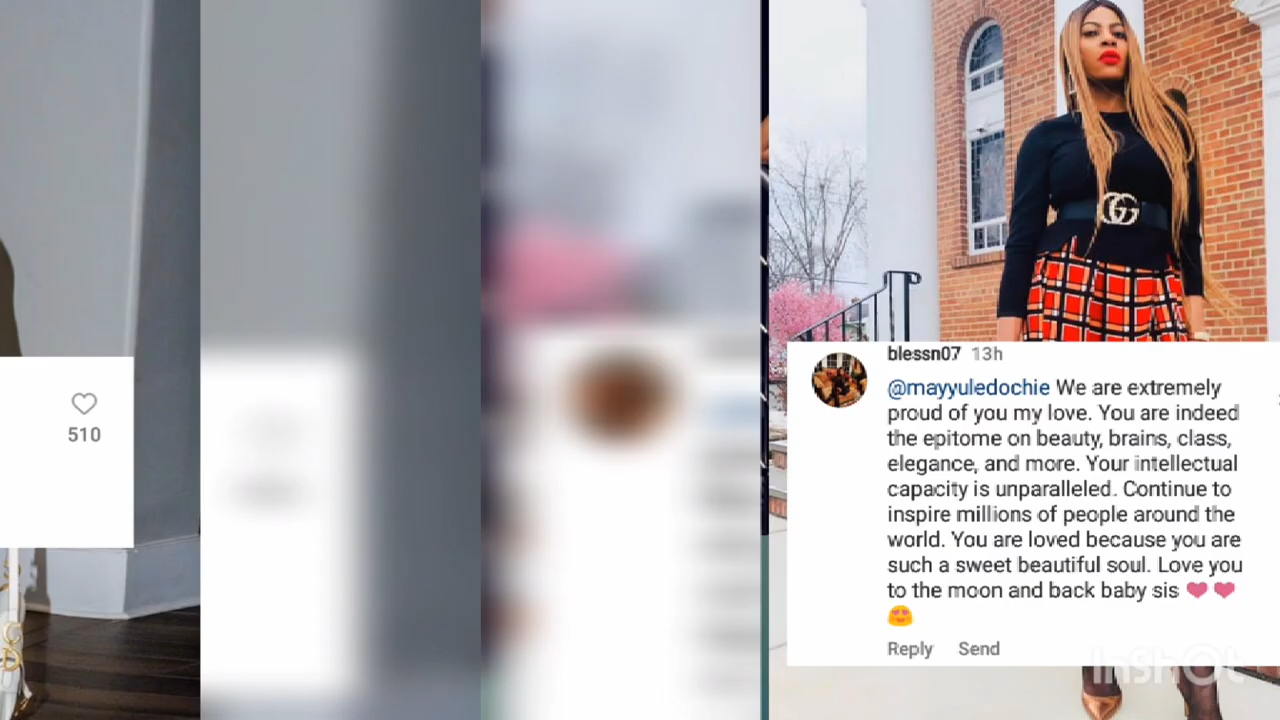 510
blessn07 13h
@mayyuledochie We are extremely
proud of you my love. You are indeed
the epitome on beauty, brains, class,
elegance, and more. Your intellectual
capacity is unparalleled. Continue to
inspire millions of people around the
world. You are loved because you are
such a sweet beautiful soul. Love you
to the moon and back baby sis 💗💗
😍
Reply Send
InShOt